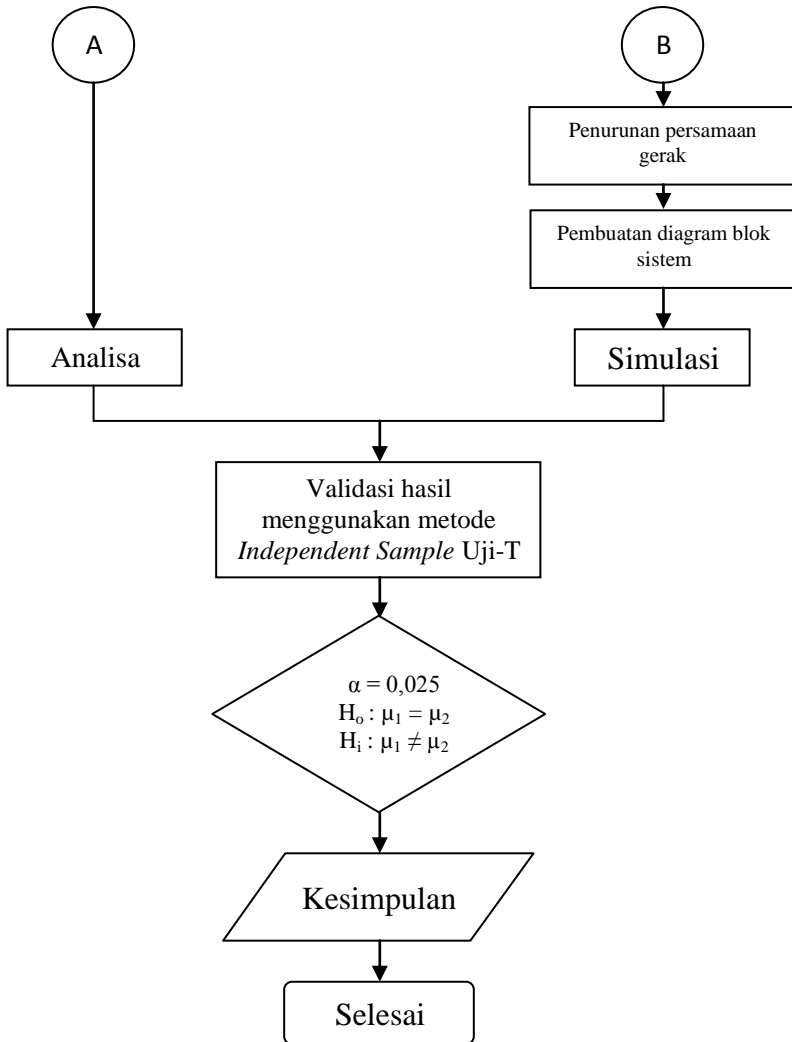 A
B
Penurunan persamaan
gerak
Pembuatan diagram blok
sistem
Analisa
Simulasi
Validasi hasil
menggunakan metode
Independent Sample Uji-T
α = 0,025
Hₒ : µ₁ = µ₂
Hᵢ : µ₁ ≠ µ₂
Kesimpulan
Selesai